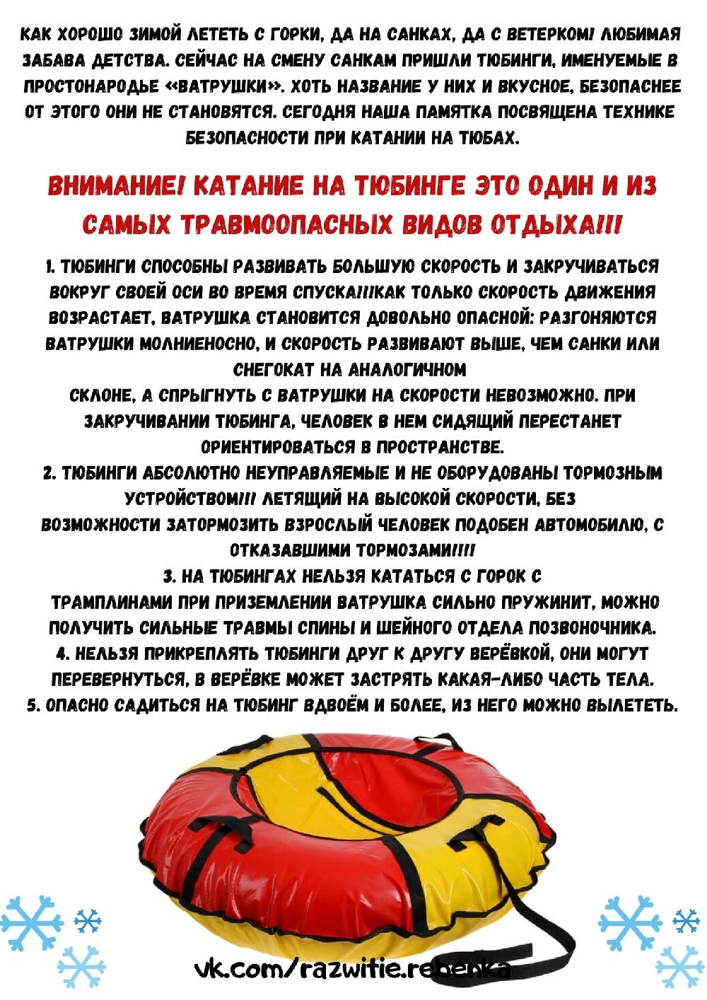 КАК ХОРОШО ЗИМОЙ ЛЕТЕТЬ С ГОРКИ, ДА НА САНКАХ, ДА С ВЕТЕРКОМ! ЛЮБИМАЯ
ЗАБАВА ДЕТСТВА. СЕЙЧАС НА СМЕНУ САНКАМ ПРИШЛИ ТЮБИНГИ, ИМЕНУЕМЫЕ В
ПРОСТОНАРОДЬЕ «ВАТРУШКИ». ХОТЬ НАЗВАНИЕ У НИХ И ВКУСНОЕ, БЕЗОПАСНЕЕ
ОТ ЭТОГО ОНИ НЕ СТАНОВЯТСЯ. СЕГОДНЯ НАША ПАМЯТКА ПОСВЯЩЕНА ТЕХНИКЕ
БЕЗОПАСНОСТИ ПРИ КАТАНИИ НА ТЮБАХ.
ВНИМАНИЕ! КАТАНИЕ НА ТЮБИНГЕ ЭТО ОДИН И ИЗ
САМЫХ ТРАВМООПАСНЫХ ВИДОВ ОТДЫХА!!!
1. ТЮБИНГИ СПОСОБНЫ РАЗВИВАТЬ БОЛЬШУЮ СКОРОСТЬ И ЗАКРУЧИВАТЬСЯ
ВОКРУГ СВОЕЙ ОСИ ВО ВРЕМЯ СПУСКА!!!КАК ТОЛЬКО СКОРОСТЬ ДВИЖЕНИЯ
ВОЗРАСТАЕТ, ВАТРУШКА СТАНОВИТСЯ ДОВОЛЬНО ОПАСНОЙ: РАЗГОНЯЮТСЯ
ВАТРУШКИ МОЛНИЕНОСНО, И СКОРОСТЬ РАЗВИВАЮТ ВЫШЕ, ЧЕМ САНКИ ИЛИ
СНЕГОКАТ НА АНАЛОГИЧНОМ
СКЛОНЕ, А СПРЫГНУТЬ С ВАТРУШКИ НА СКОРОСТИ НЕВОЗМОЖНО. ПРИ
ЗАКРУЧИВАНИИ ТЮБИНГА, ЧЕЛОВЕК В НЕМ СИДЯЩИЙ ПЕРЕСТАНЕТ
ОРИЕНТИРОВАТЬСЯ В ПРОСТРАНСТВЕ.
2. ТЮБИНГИ АБСОЛЮТНО НЕУПРАВЛЯЕМЫЕ И НЕ ОБОРУДОВАНЫ ТОРМОЗНЫМ
УСТРОЙСТВОМ!!! ЛЕТЯЩИЙ НА ВЫСОКОЙ СКОРОСТИ, БЕЗ
ВОЗМОЖНОСТИ ЗАТОРМОЗИТЬ ВЗРОСЛЫЙ ЧЕЛОВЕК ПОДОБЕН АВТОМОБИЛЮ, С
ОТКАЗАВШИМИ ТОРМОЗАМИ!!!!
3. НА ТЮБИНГАХ НЕЛЬЗЯ КАТАТЬСЯ С ГОРОК С
ТРАМПЛИНАМИ ПРИ ПРИЗЕМЛЕНИИ ВАТРУШКА СИЛЬНО ПРУЖИНИТ, МОЖНО
ПОЛУЧИТЬ СИЛЬНЫЕ ТРАВМЫ СПИНЫ И ШЕЙНОГО ОТДЕЛА ПОЗВОНОЧНИКА.
4. НЕЛЬЗЯ ПРИКРЕПЛЯТЬ ТЮБИНГИ ДРУГ К ДРУГУ ВЕРЁВКОЙ, ОНИ МОГУТ
ПЕРЕВЕРНУТЬСЯ, В ВЕРЁВКЕ МОЖЕТ ЗАСТРЯТЬ КАКАЯ-ЛИБО ЧАСТЬ ТЕЛА.
5. ОПАСНО САДИТЬСЯ НА ТЮБИНГ ВДВОЁМ И БОЛЕЕ, ИЗ НЕГО МОЖНО ВЫЛЕТЕТЬ.
vk.com/razwitie.rebenka